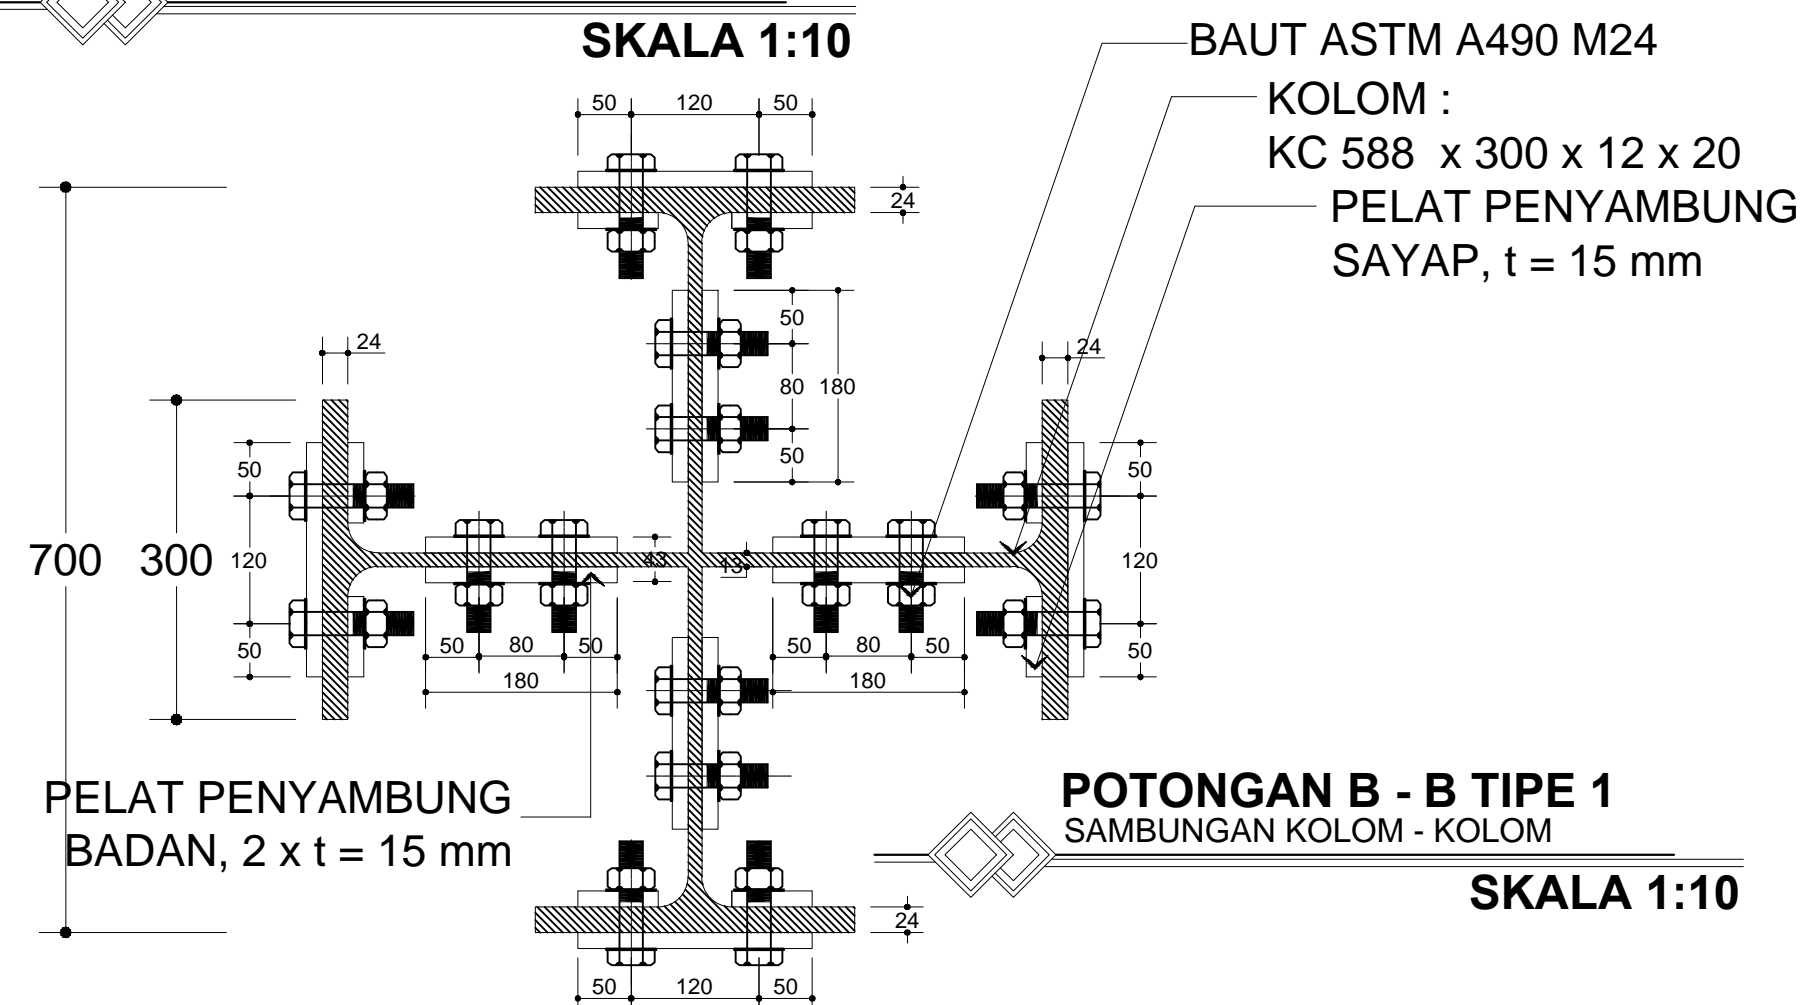 SKALA 1:10
BAUT ASTM A490 M24
KOLOM :
KC 588 x 300 x 12 x 20
PELAT PENYAMBUNG
SAYAP, t = 15 mm
50 120 50
24
50
80 180
50
24
24
50
120
50
700
300
43
13
50
120
50
50 80 50
180
50 80 50
180
PELAT PENYAMBUNG
BADAN, 2 x t = 15 mm
24
50 120 50
POTONGAN B - B TIPE 1
SAMBUNGAN KOLOM - KOLOM
SKALA 1:10